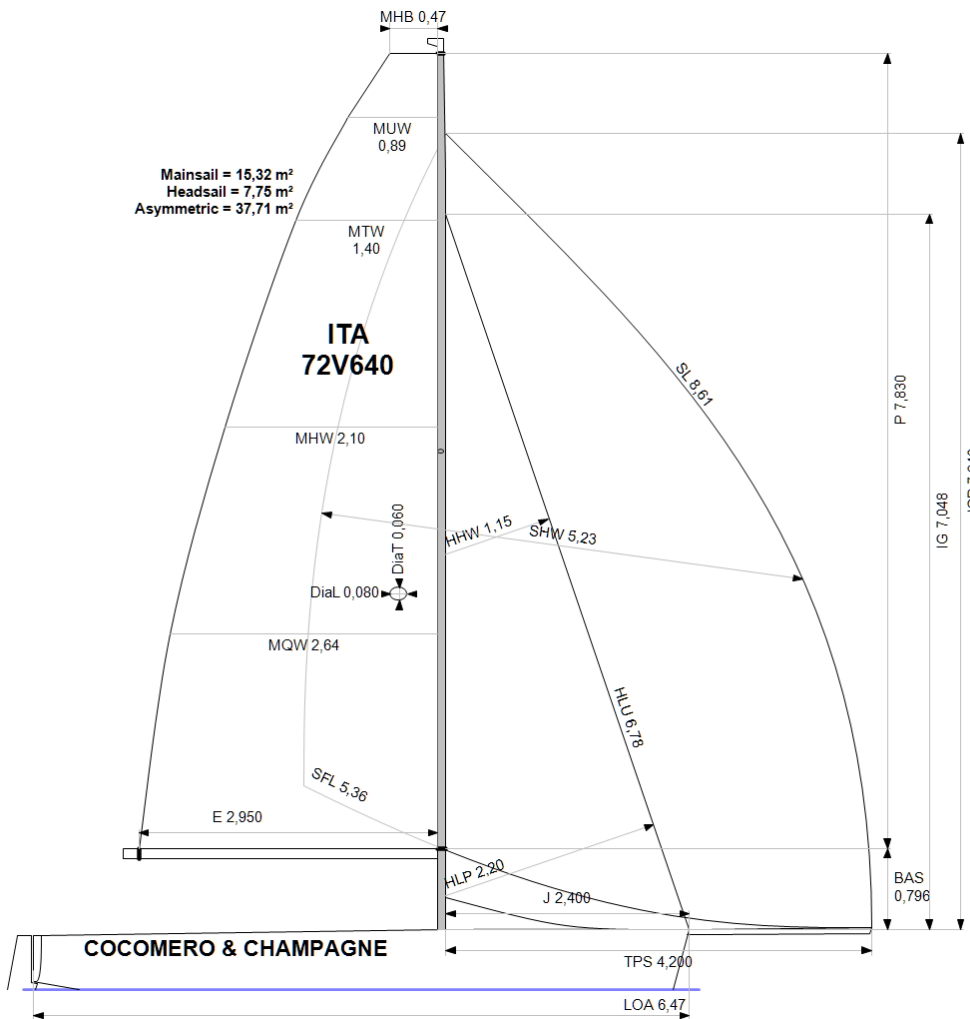 MHB 0,47
MUW
0,89
Mainsail = 15,32 m²
Headsail = 7,75 m²
Asymmetric = 37,71 m²
MTW
1,40
ITA
72V640
SL 8,61
P 7,830
MHW 2,10
IG 7,048
HHW 1,15
SHW 5,23
DiaT 0,060
DiaL 0,080
MQW 2,64
HLU 6,78
SFL 5,36
E 2,950
HLP 2,20
BAS
0,796
J 2,400
COCOMERO & CHAMPAGNE
TPS 4,200
LOA 6,47